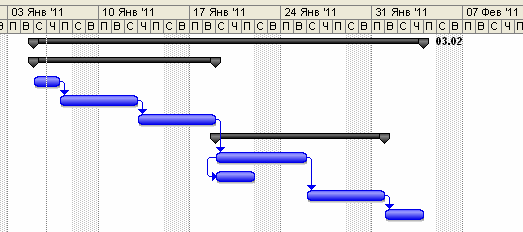 03 Янв '11 10 Янв '11 17 Янв '11 24 Янв '11 31 Янв '11 07 Фев '11
В П В С Ч П С В П В С Ч П С В П В С Ч П С В П В С Ч П С В П В С Ч П С В П В С Ч П
03.02